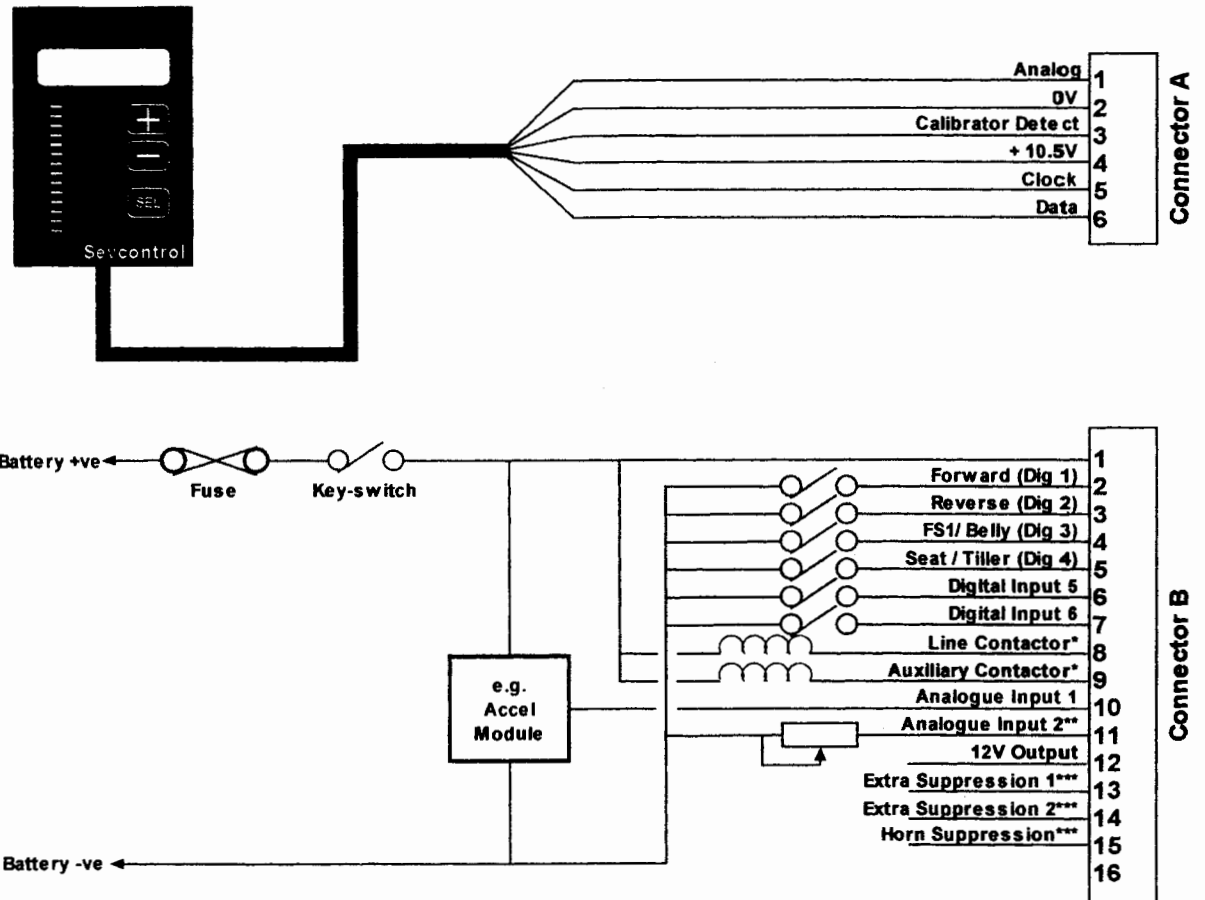 +
−
SEL
Sevcontrol
Analog 1
0V 2
Calibrator Detect 3
+ 10.5V 4
Clock 5
Data 6
Connector A
Battery +ve
Fuse
Key-switch
1
Forward (Dig 1) 2
Reverse (Dig 2) 3
FS1/ Belly (Dig 3) 4
Seat / Tiller (Dig 4) 5
Digital Input 5 6
Digital Input 6 7
Line Contactor* 8
Auxiliary Contactor* 9
Analogue Input 1 10
Analogue Input 2** 11
12V Output 12
Extra Suppression 1*** 13
Extra Suppression 2*** 14
Horn Suppression*** 15
16
Connector B
e.g.
Accel
Module
Battery -ve